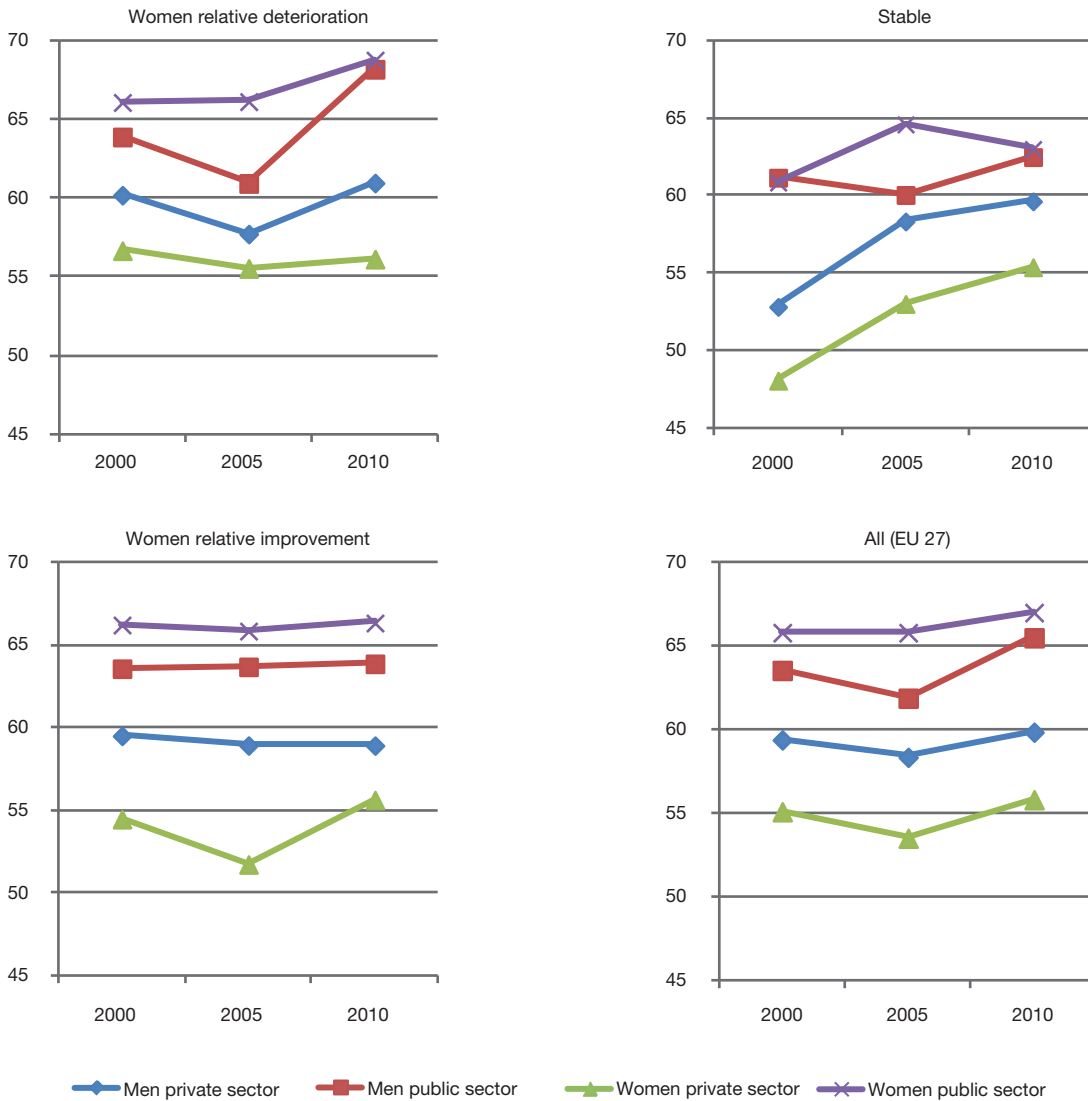 Women relative deterioration
70
65
60
55
50
45
2000 2005 2010
Stable
70
65
60
55
50
45
2000 2005 2010
Women relative improvement
70
65
60
55
50
45
2000 2005 2010
All (EU 27)
70
65
60
55
50
45
2000 2005 2010
Men private sector Men public sector Women private sector Women public sector